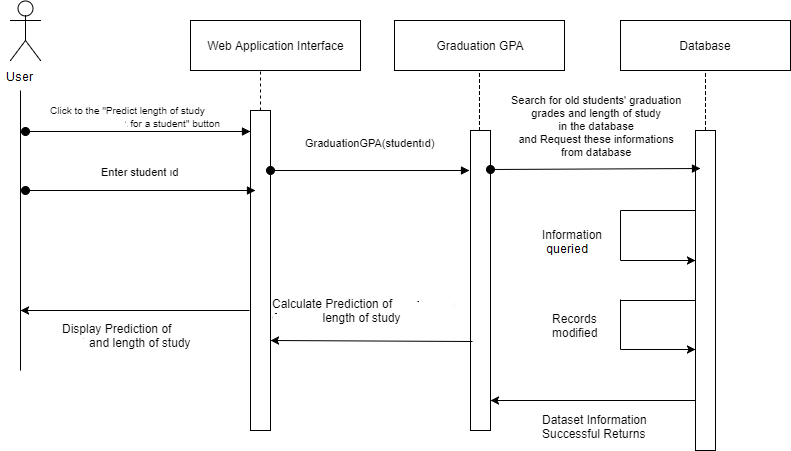 User
Web Application Interface
Graduation GPA
Database
Click to the "Predict length of study
for a student" button
Enter student ıd
GraduationGPA(studentıd)
Search for old students' graduation
grades and length of study
in the database
and Request these informations
from database
Information
queried
Records
modified
Calculate Prediction of
length of study
Display Prediction of
and length of study
Dataset Information
Successful Returns